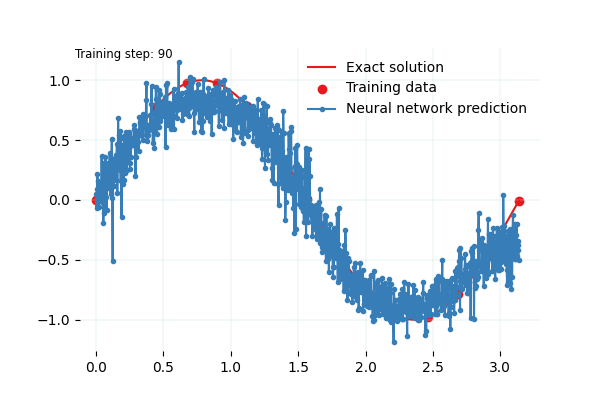 Training step: 90
Exact solution
Training data
Neural network prediction
1.0
0.5
0.0
−0.5
−1.0
0.0 0.5 1.0 1.5 2.0 2.5 3.0